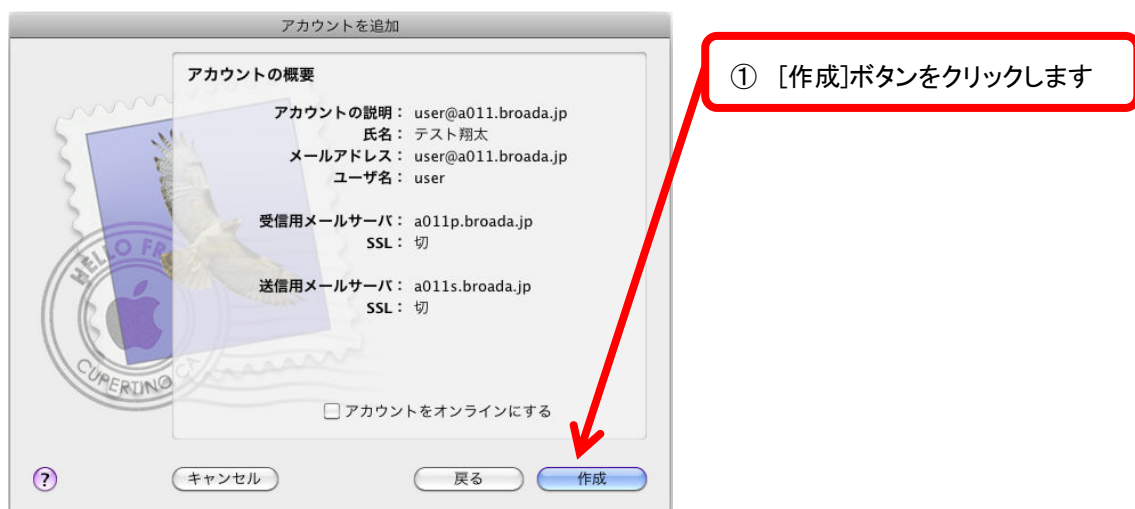 アカウントを追加
① [作成]ボタンをクリックします
アカウントの概要
アカウントの説明： user@a011.broada.jp
氏名： テスト翔太
メールアドレス： user@a011.broada.jp
ユーザ名： user
受信用メールサーバ： a011p.broada.jp
SSL： 切
送信用メールサーバ： a011s.broada.jp
SSL： 切
HELLO FR
CUPERTINO CA
アカウントをオンラインにする
? キャンセル 戻る 作成